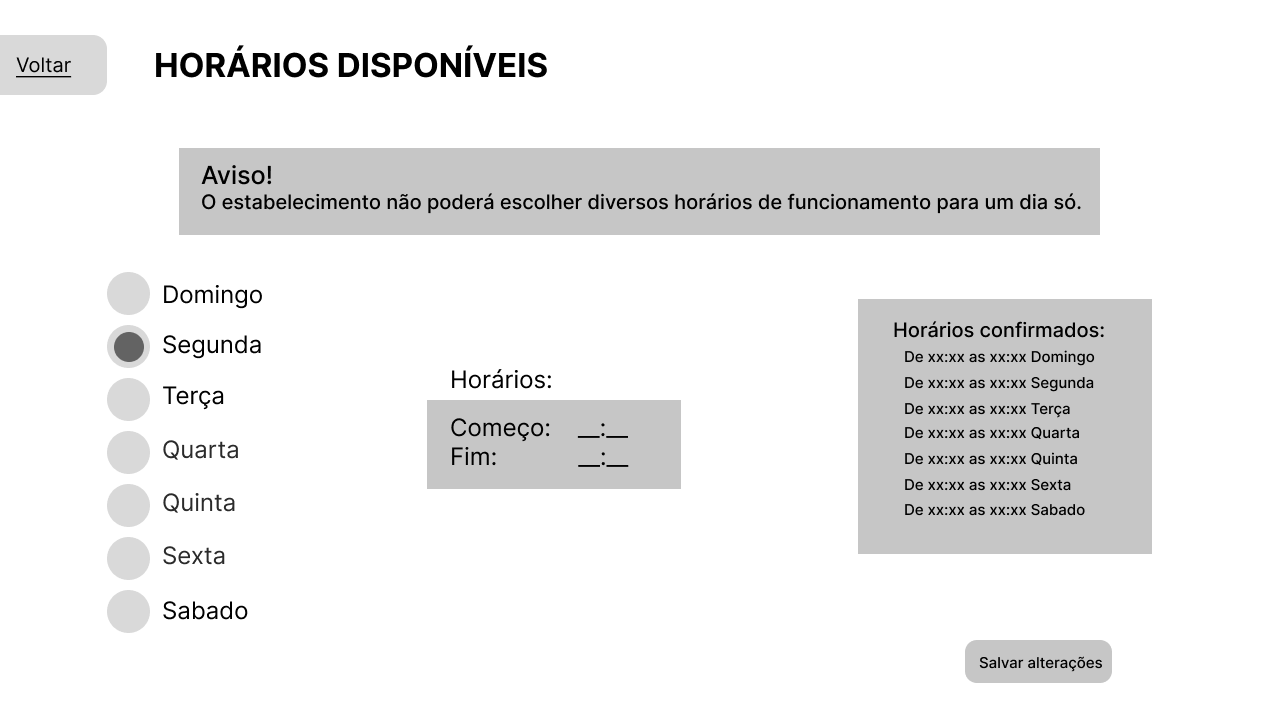 Voltar
HORÁRIOS DISPONÍVEIS
Aviso!
O estabelecimento não poderá escolher diversos horários de funcionamento para um dia só.
Domingo
Segunda
Terça
Quarta
Quinta
Sexta
Sabado
Horários:
Começo: __:__
Fim: __:__
Horários confirmados:
De xx:xx as xx:xx Domingo
De xx:xx as xx:xx Segunda
De xx:xx as xx:xx Terça
De xx:xx as xx:xx Quarta
De xx:xx as xx:xx Quinta
De xx:xx as xx:xx Sexta
De xx:xx as xx:xx Sabado
Salvar alterações